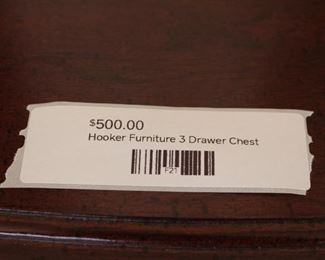 $500.00
Hooker Furniture 3 Drawer Chest
F21